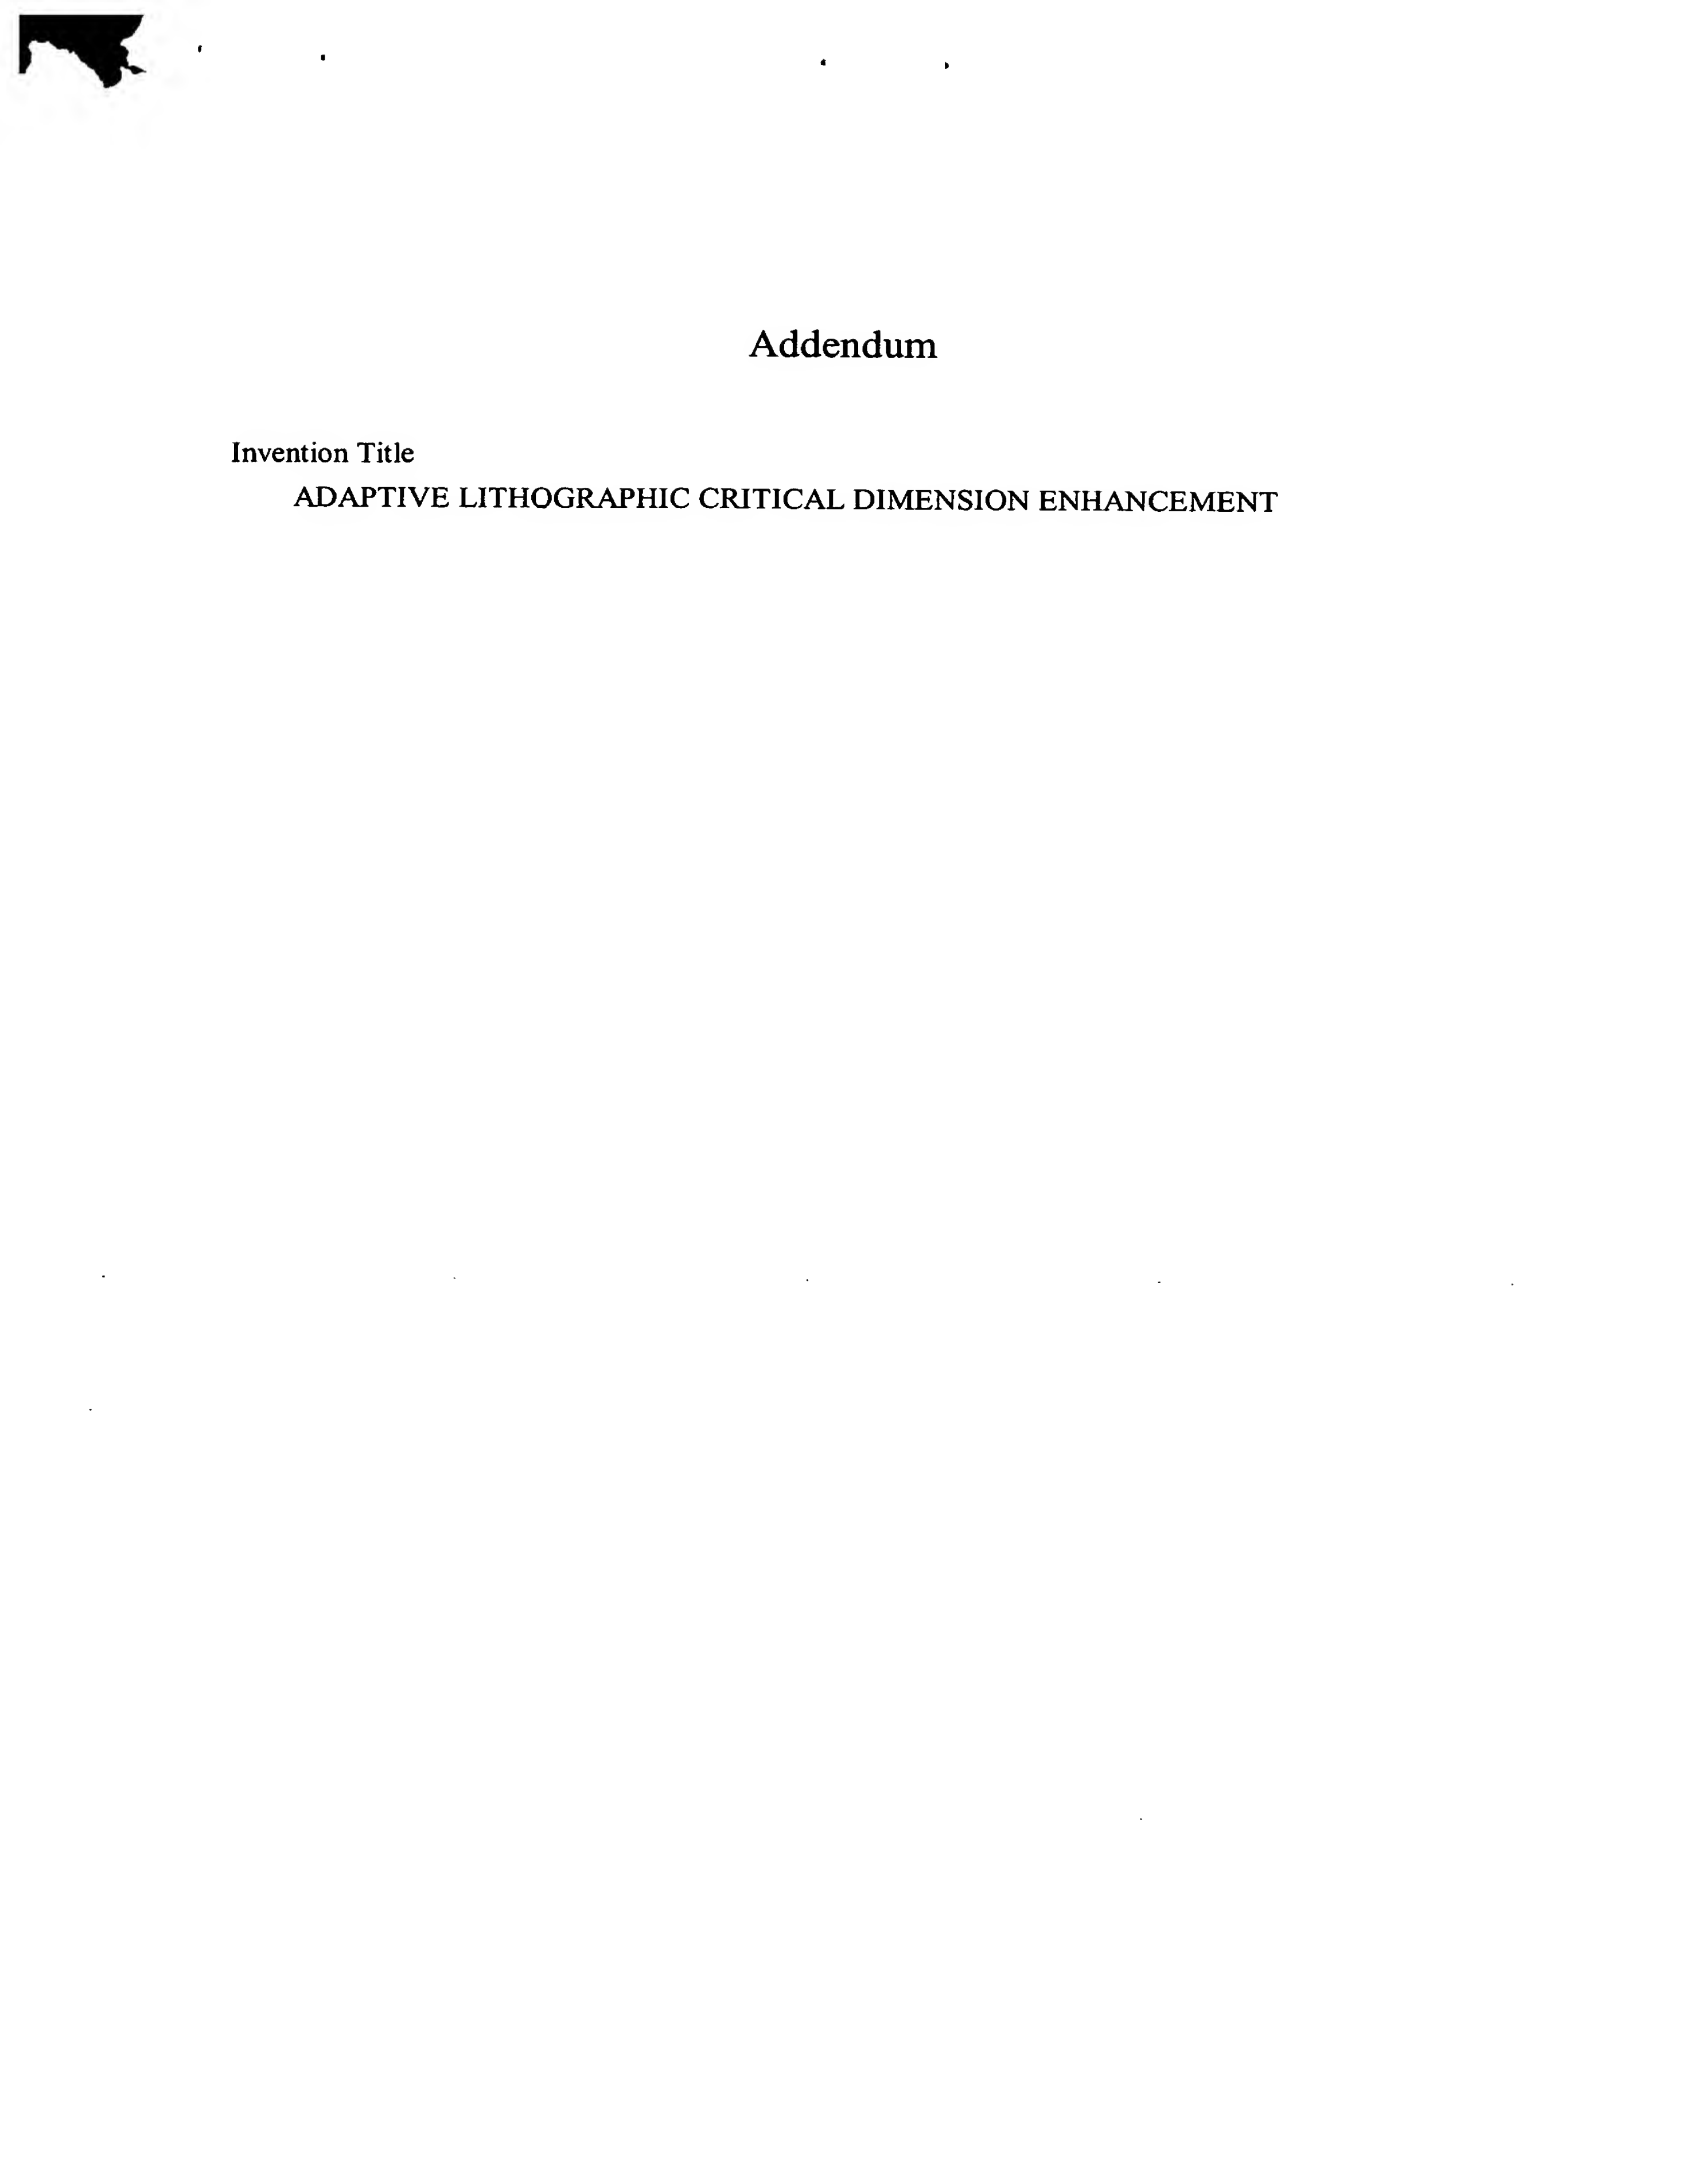 Addendum
Invention Title
ADAPTIVE LITHOGRAPHIC CRITICAL DIMENSION ENHANCEMENT